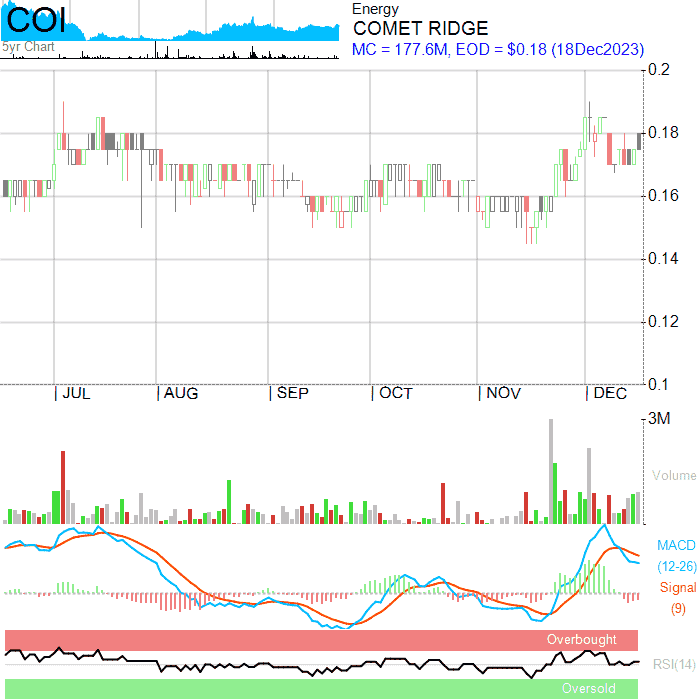 COI
5yr Chart
Energy
COMET RIDGE
MC = 177.6M, EOD = $0.18 (18Dec2023)
0.2
0.18
0.16
0.14
0.12
0.1
JUL AUG SEP OCT NOV DEC
3M
Volume
MACD
(12-26)
Signal
(9)
Overbought
RSI(14)
Oversold